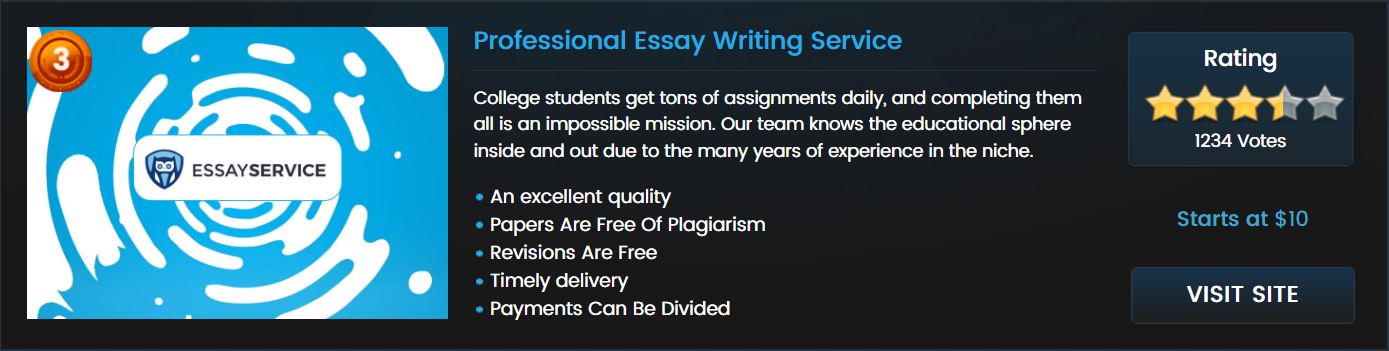 3
ESSAYSERVICE
Professional Essay Writing Service
College students get tons of assignments daily, and completing them
all is an impossible mission. Our team knows the educational sphere
inside and out due to the many years of experience in the niche.
• An excellent quality
• Papers Are Free Of Plagiarism
• Revisions Are Free
• Timely delivery
• Payments Can Be Divided
Rating
1234 Votes
Starts at $10
VISIT SITE